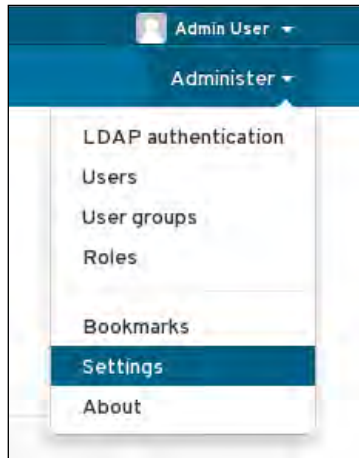 Admin User
Administer
LDAP authentication
Users
User groups
Roles
Bookmarks
Settings
About